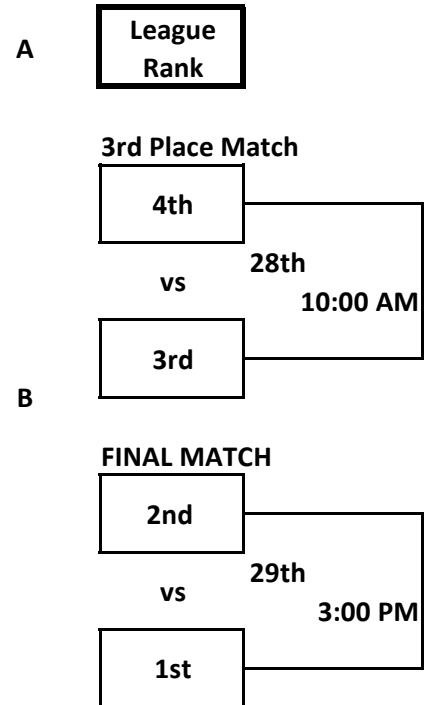 A
League
Rank
3rd Place Match
4th
vs
28th
10:00 AM
3rd
B
FINAL MATCH
2nd
vs
29th
3:00 PM
1st